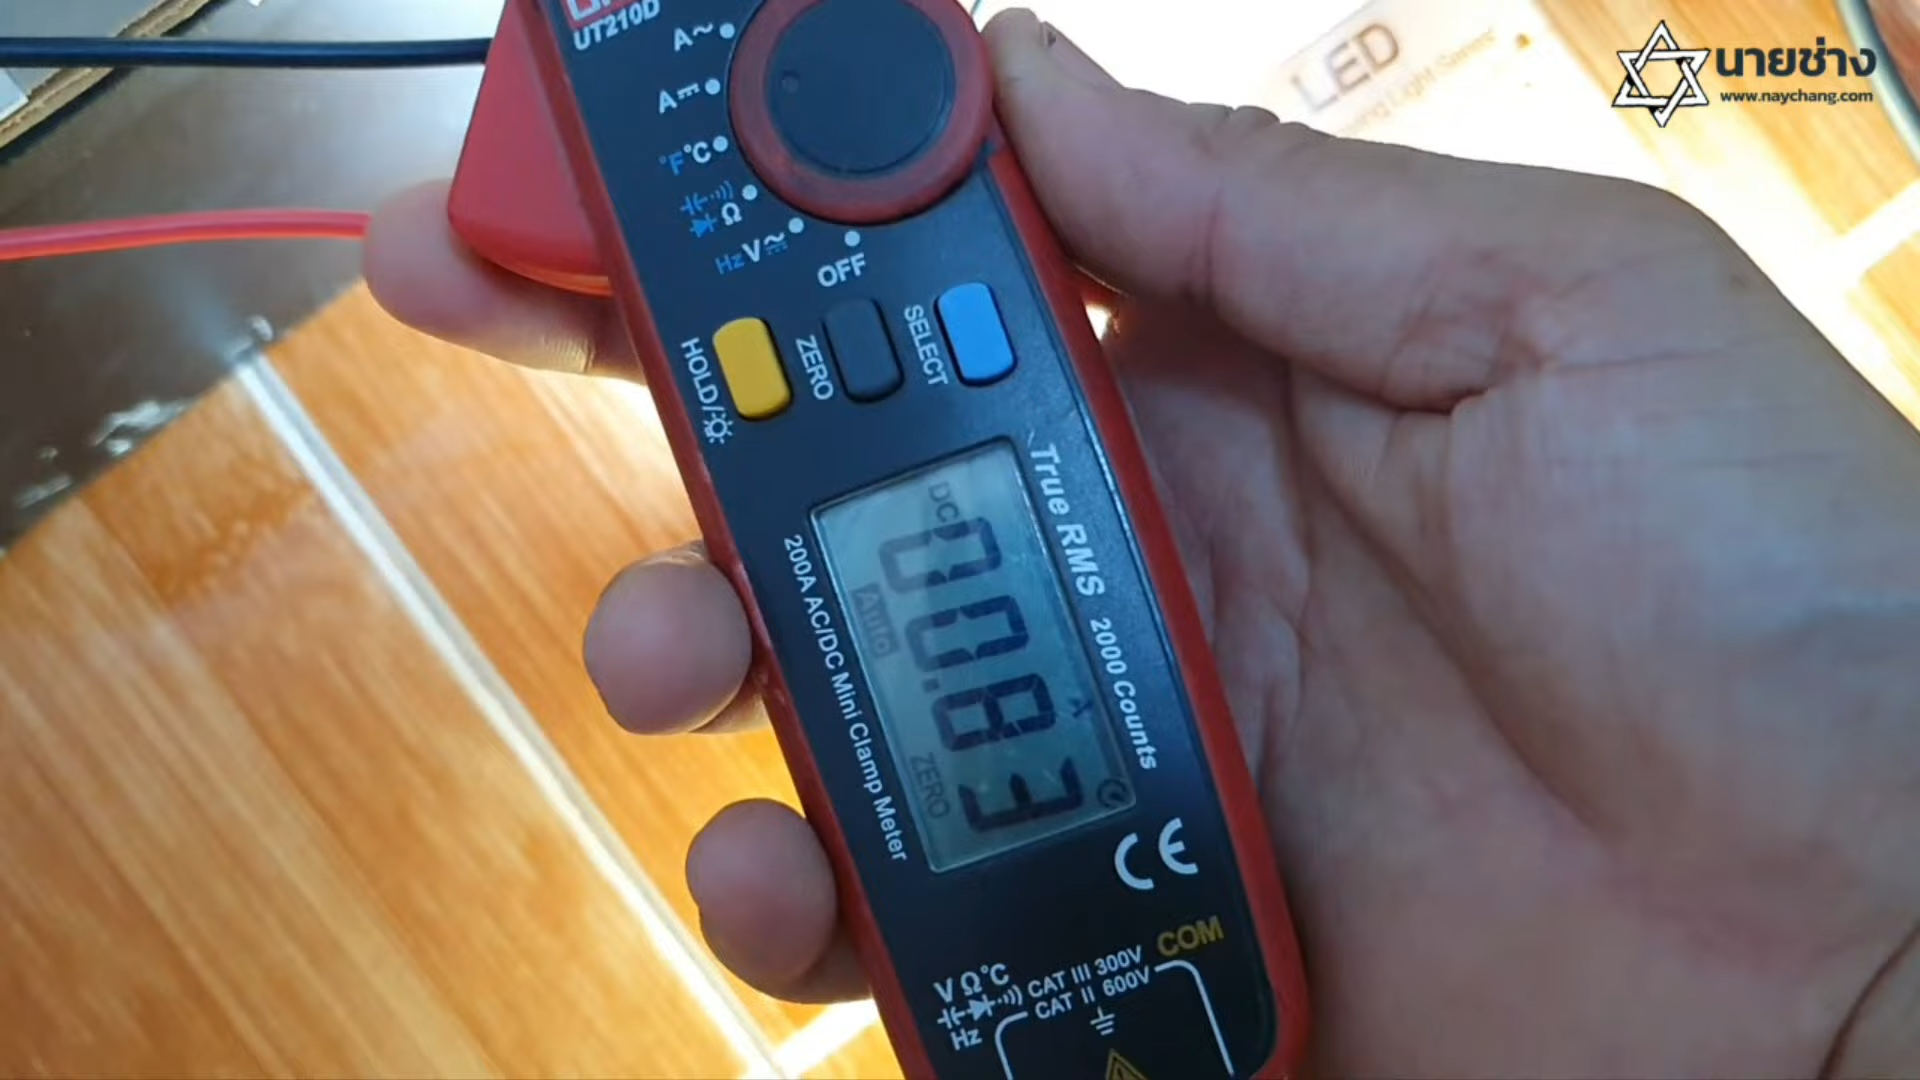 UT210D
A~
A
°F°C
Ω
Hz V
OFF
HOLD/
ZERO
SELECT
True RMS 2000 Counts
DC
00.83
A
Auto
ZERO
200A AC/DC Mini Clamp Meter
CE
COM
V Ω °C
Hz
CAT III 300V
CAT II 600V
LED
นายช่าง
www.naychang.com